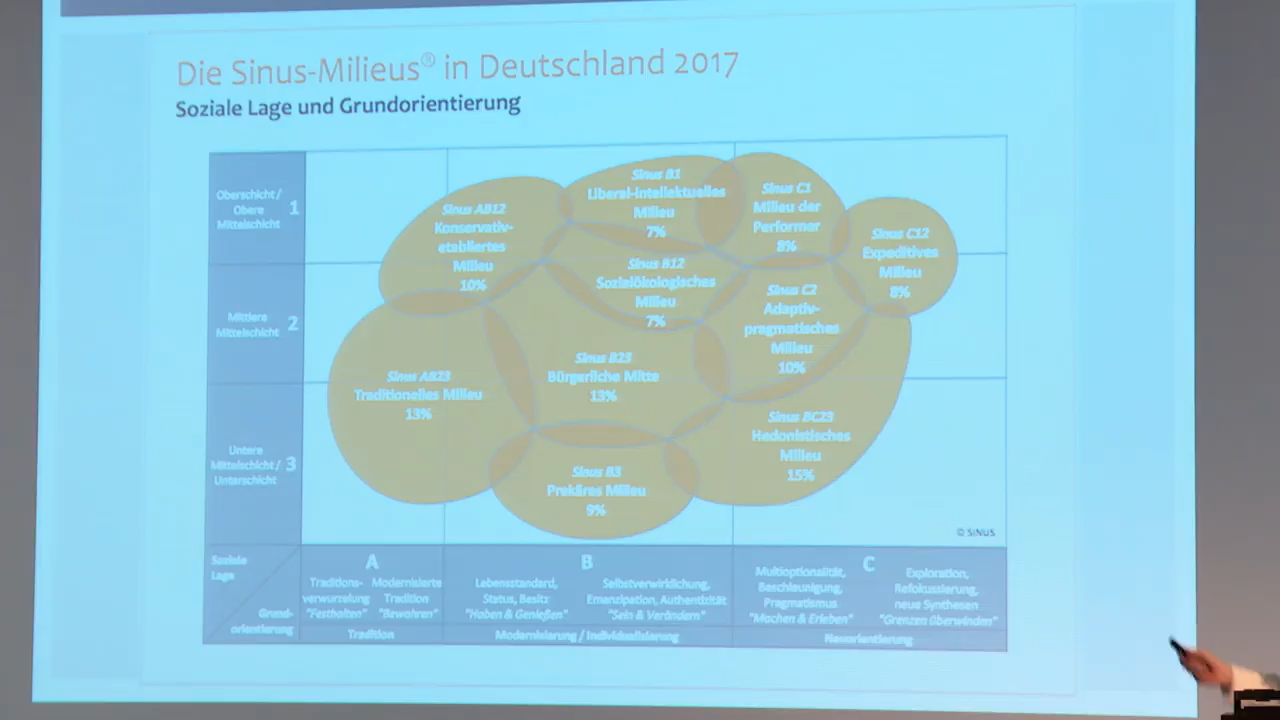 Die Sinus-Milieus® in Deutschland 2017
Soziale Lage und Grundorientierung
Oberschicht /
Obere
Mittelschicht
1
Mittlere
Mittelschicht
2
Untere
Mittelschicht /
Unterschicht
3
Sinus AB12
Konservativ-
etabliertes
Milieu
10%
Sinus B1
Liberal-intellektuelles
Milieu
7%
Sinus C1
Milieu der
Performer
8%
Sinus C12
Expeditives
Milieu
8%
Sinus B12
Sozialökologisches
Milieu
7%
Sinus C2
Adaptiv-
pragmatisches
Milieu
10%
Sinus AB23
Traditionelles Milieu
13%
Sinus B23
Bürgerliche Mitte
13%
Sinus BC23
Hedonistisches
Milieu
15%
Sinus B3
Prekäres Milieu
9%
© SINUS
Soziale
Lage
Grund-
orientierung
A
Traditions-
verwurzelung
"Festhalten"
Modernisierte
Tradition
"Bewahren"
Tradition
B
Lebensstandard,
Status, Besitz
"Haben & Genießen"
Selbstverwirklichung,
Emanzipation, Authentizität
"Sein & Verändern"
Modernisierung / Individualisierung
C
Multioptionalität,
Beschleunigung,
Pragmatismus
"Machen & Erleben"
Exploration,
Refokussierung,
neue Synthesen
"Grenzen überwinden"
Neuorientierung